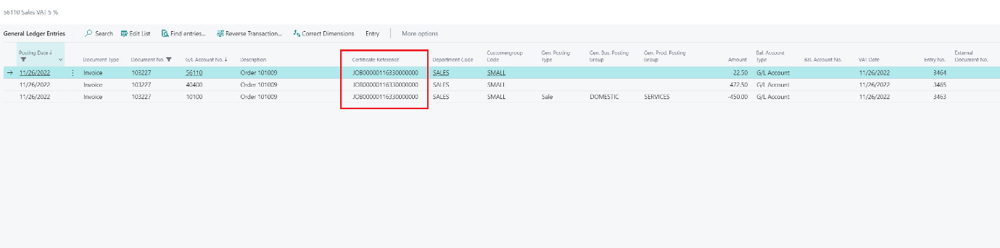 56110 Sales VAT 5 %
General Ledger Entries Search Edit List Find entries... Reverse Transaction... Correct Dimensions Entry More options
Posting Date ↓ Document Type Document No. G/L Account No. ↓ Description Certificate Reference Department Code Customergroup Code Gen. Posting Type Gen. Bus. Posting Group Gen. Prod. Posting Group Amount Bal. Account Type Bal. Account No. VAT Date Entry No. External Document No.
11/26/2022 Invoice 103227 56110 Order 101009 JOB00000116330000000 SALES SMALL 22.50 G/L Account 11/26/2022 3464
11/26/2022 Invoice 103227 40400 Order 101009 JOB00000116330000000 SALES SMALL 472.50 G/L Account 11/26/2022 3465
11/26/2022 Invoice 103227 10100 Order 101009 JOB00000116330000000 SALES SMALL Sale DOMESTIC SERVICES -450.00 G/L Account 11/26/2022 3463